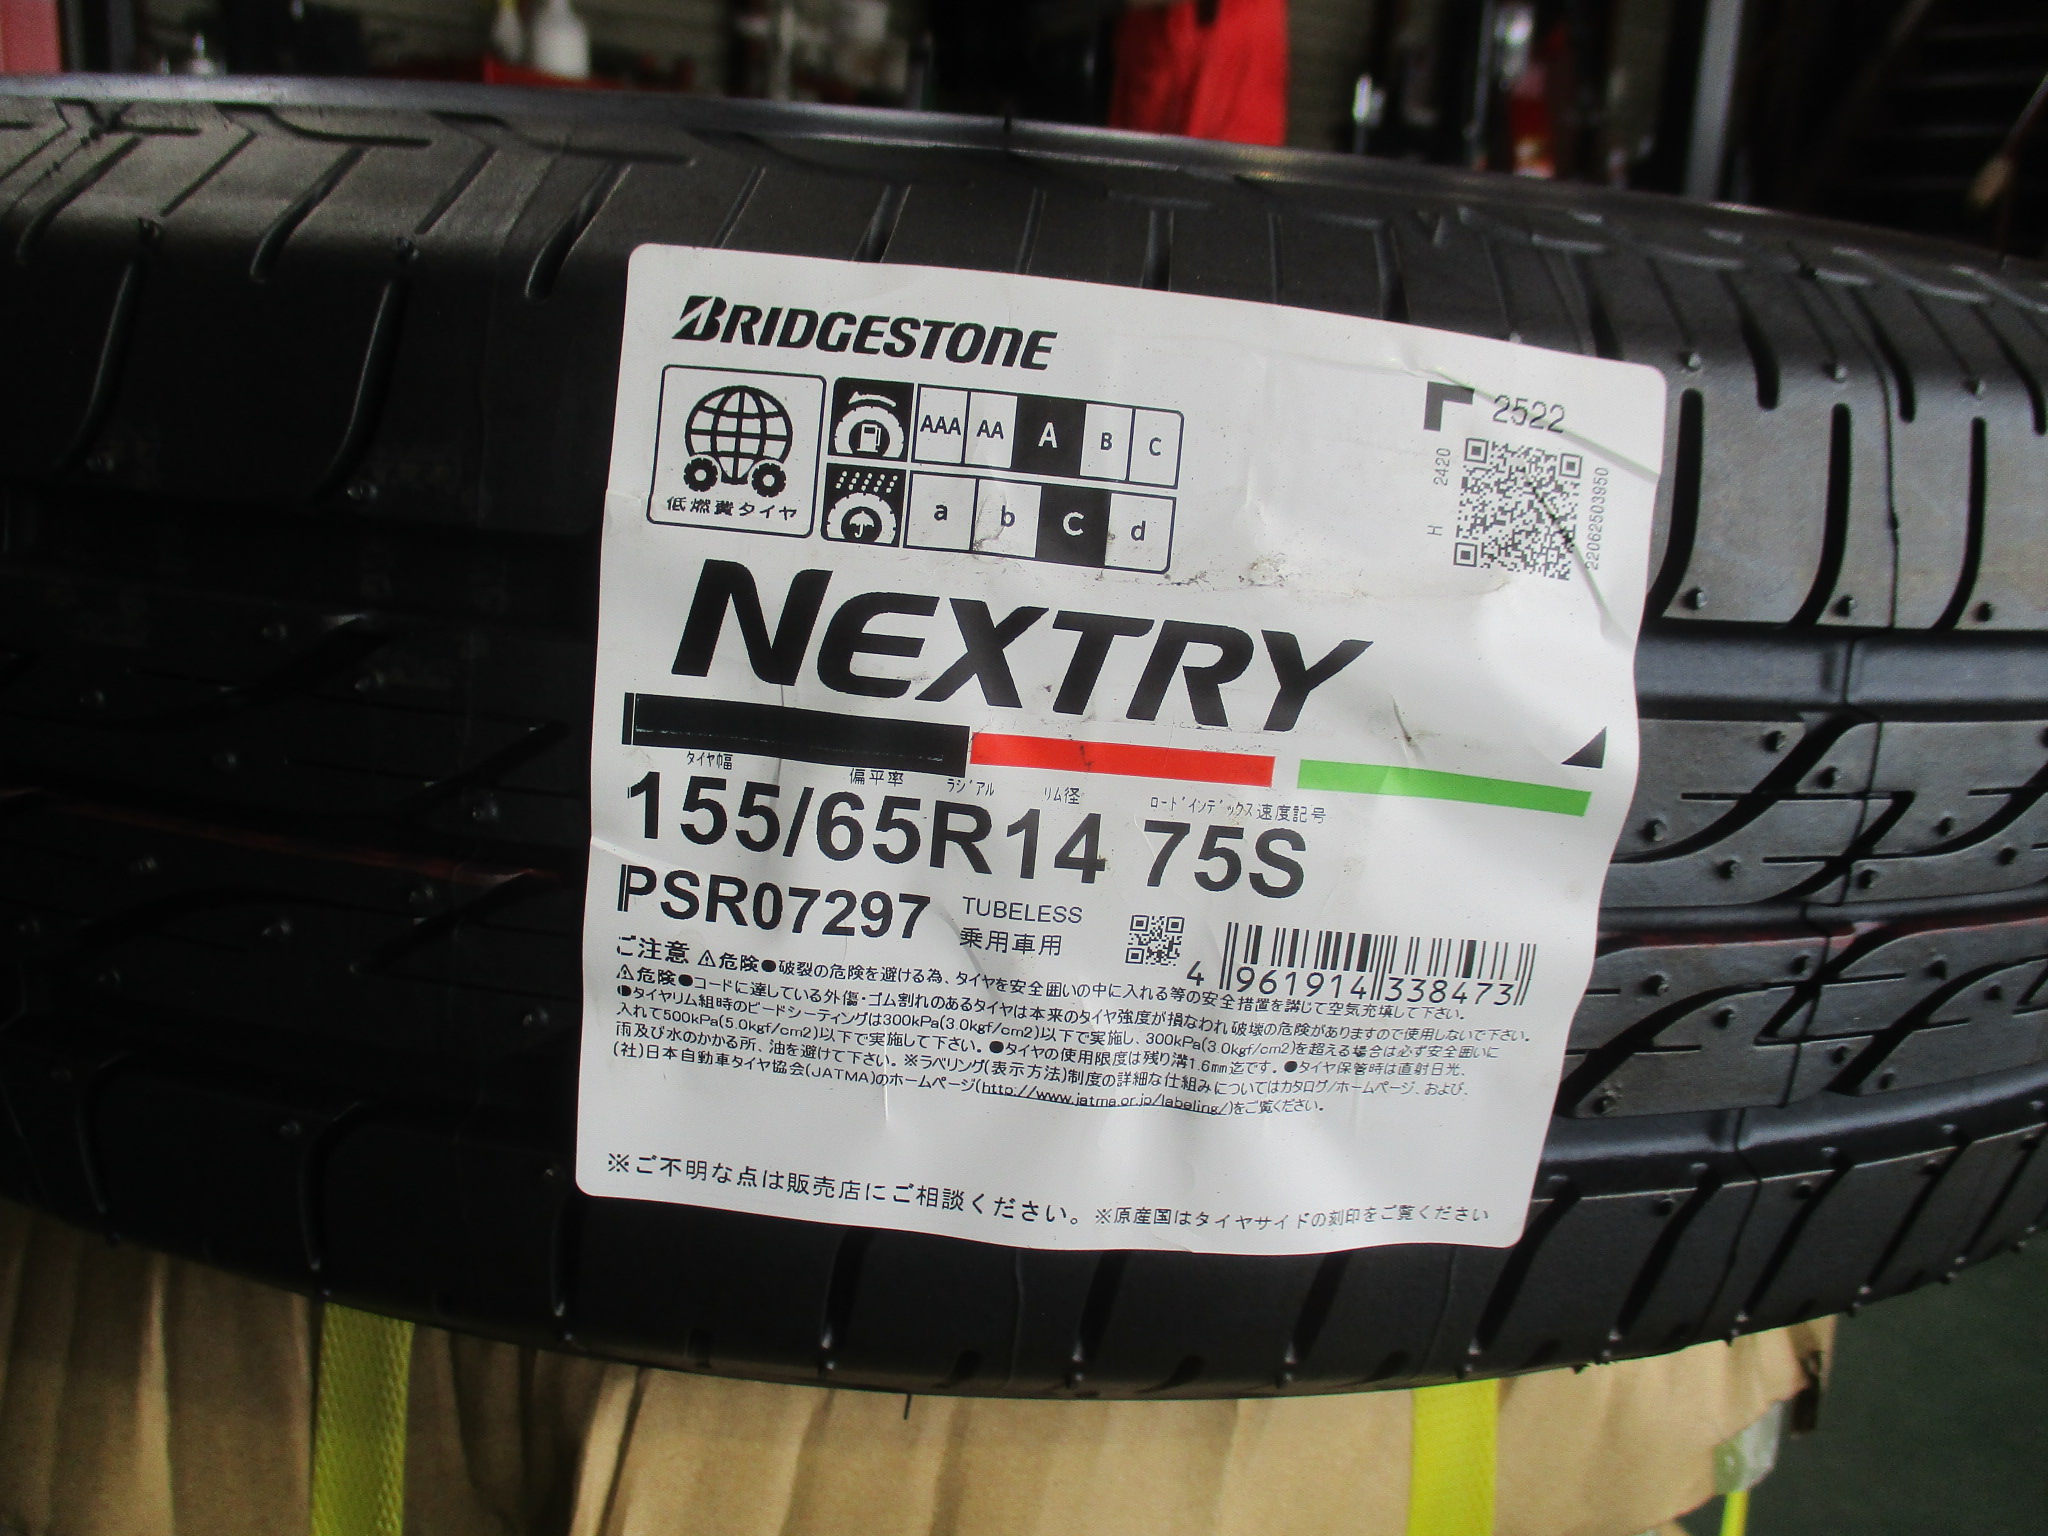 BRIDGESTONE
2522
H 2420
2206250395​0
低燃費タイヤ
AAA AA A B C
a b c d
NEXTRY
タイヤ幅 偏平率 ラジアル リム径 ロードインデックス 速度記号
155/65R14 75S
PSR07297 TUBELESS
乗用車用
4 961914 338473
ご注意 ⚠危険●破裂の危険を避ける為、タイヤを安全囲いの中に入れる等の安全措置を講じて空気充填して下さい。
⚠危険●コードに達している外傷・ゴム割れのあるタイヤは本来のタイヤ強度が損なわれ破壊の危険がありますので使用しないで下さい。
●タイヤリム組時のビードシーティングは300kPa(3.0kgf/cm2)以下で実施し、300kPa(3.0kgf/cm2)を超える場合は必ず安全囲いに
入れて500kPa(5.0kgf/cm2)以下で実施して下さい。●タイヤの使用限度は残り溝1.6mm迄です。●タイヤ保管時は直射日光、
雨及び水のかかる所、油を避けて下さい。※ラベリング(表示方法)制度の詳細な仕組みについてはカタログ/ホームページ、および、
(社)日本自動車タイヤ協会(JATMA)のホームページ(http://www.jatma.or.jp/labeling/)をご覧ください。
※ご不明な点は販売店にご相談ください。※原産国はタイヤサイドの刻印をご覧ください